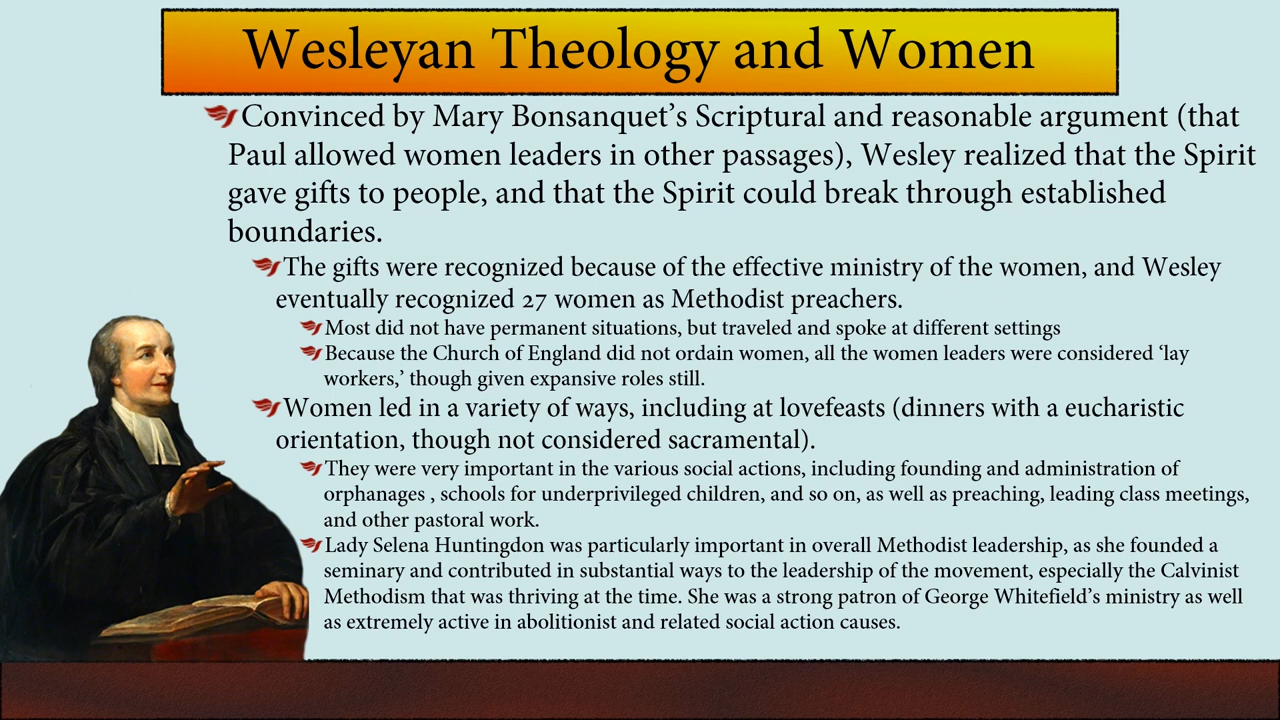 Wesleyan Theology and Women
Convinced by Mary Bonsanquet’s Scriptural and reasonable argument (that
Paul allowed women leaders in other passages), Wesley realized that the Spirit
gave gifts to people, and that the Spirit could break through established
boundaries.
The gifts were recognized because of the effective ministry of the women, and Wesley
eventually recognized 27 women as Methodist preachers.
Most did not have permanent situations, but traveled and spoke at different settings
Because the Church of England did not ordain women, all the women leaders were considered ‘lay
workers,’ though given expansive roles still.
Women led in a variety of ways, including at lovefeasts (dinners with a eucharistic
orientation, though not considered sacramental).
They were very important in the various social actions, including founding and administration of
orphanages , schools for underprivileged children, and so on, as well as preaching, leading class meetings,
and other pastoral work.
Lady Selena Huntingdon was particularly important in overall Methodist leadership, as she founded a
seminary and contributed in substantial ways to the leadership of the movement, especially the Calvinist
Methodism that was thriving at the time. She was a strong patron of George Whitefield’s ministry as well
as extremely active in abolitionist and related social action causes.